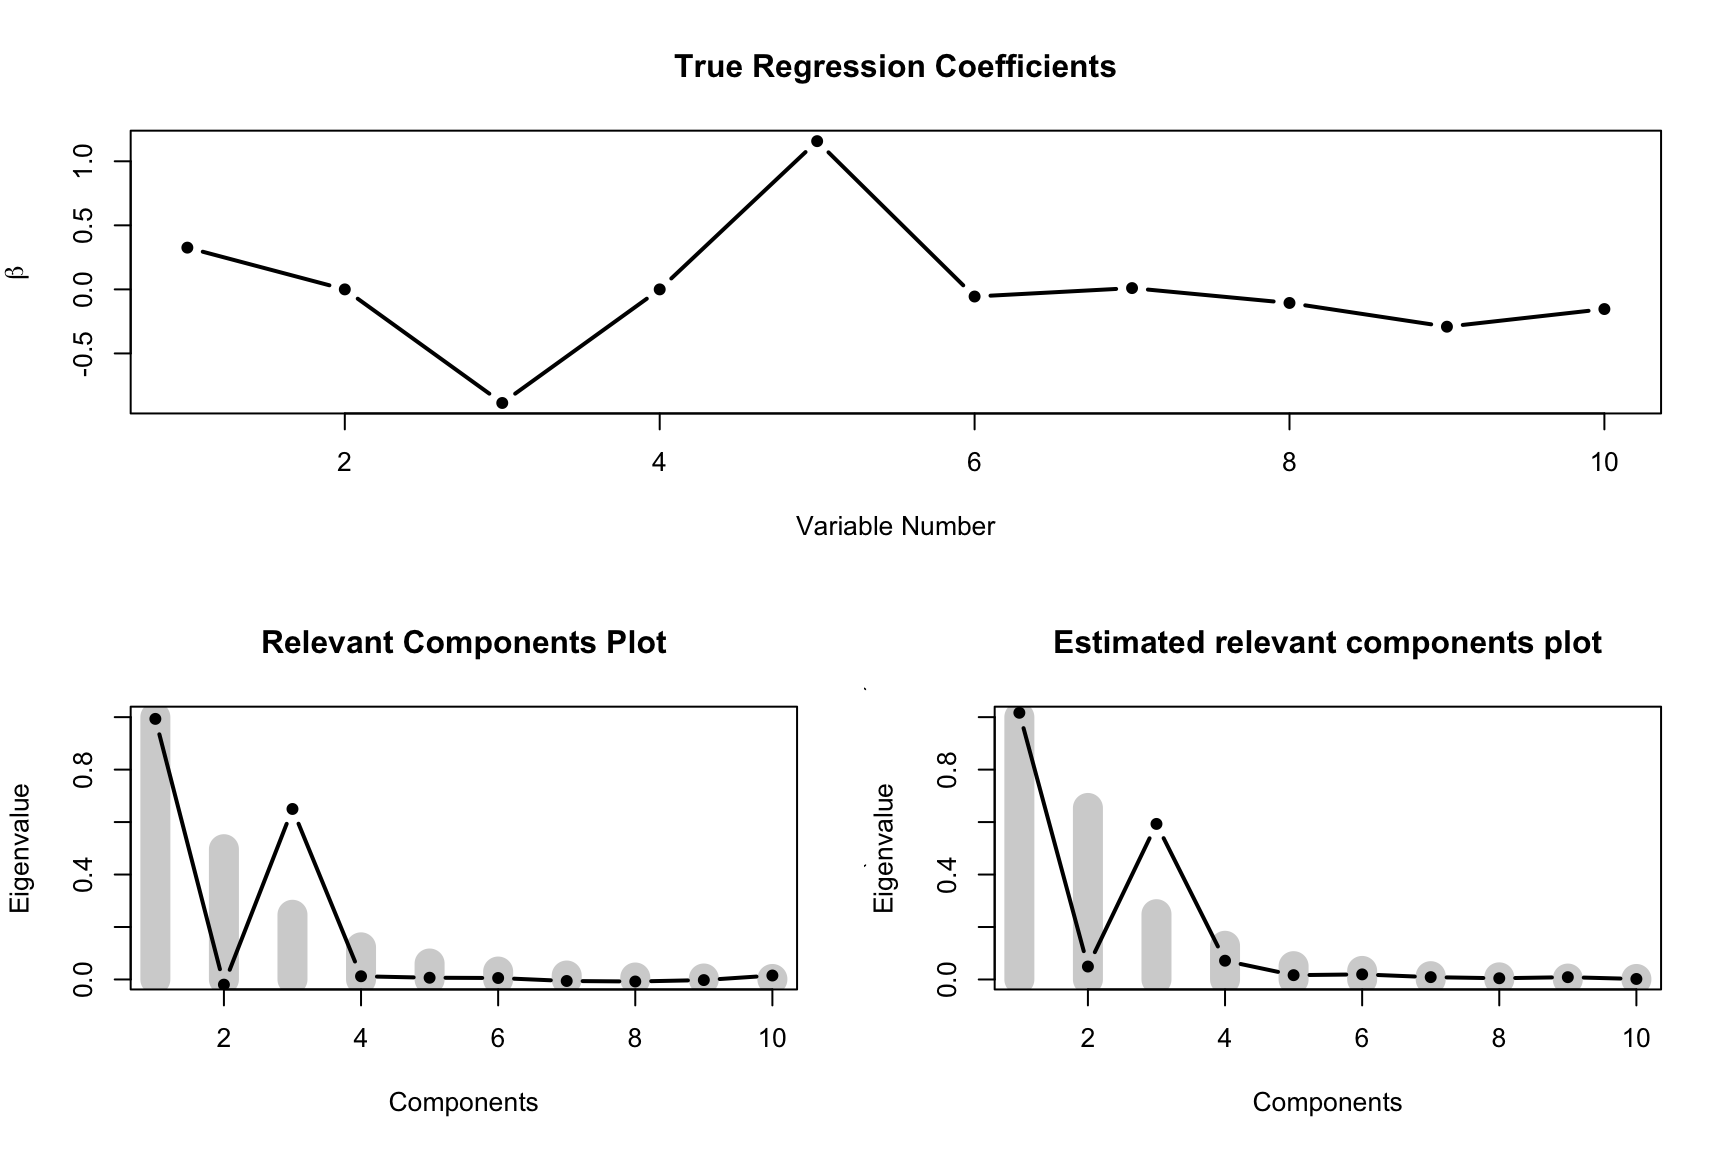 True Regression Coefficients
β
1.0
0.5
0.0
-0.5
2 4 6 8 10
Variable Number
Relevant Components Plot
Eigenvalue
0.8
0.4
0.0
2 4 6 8 10
Components
Estimated relevant components plot
Eigenvalue
0.8
0.4
0.0
2 4 6 8 10
Components